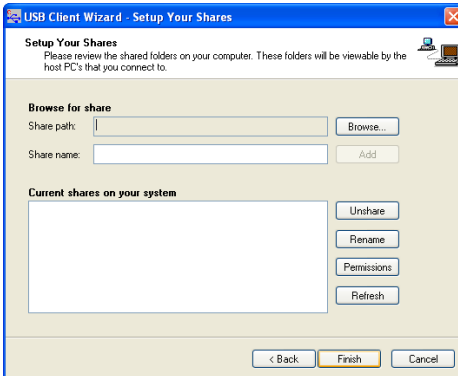 USB Client Wizard - Setup Your Shares
Setup Your Shares
Please review the shared folders on your computer. These folders will be viewable by the
host PC's that you connect to.
Browse for share
Share path:
Browse...
Share name:
Add
Current shares on your system
Unshare
Rename
Permissions
Refresh
< Back
Finish
Cancel